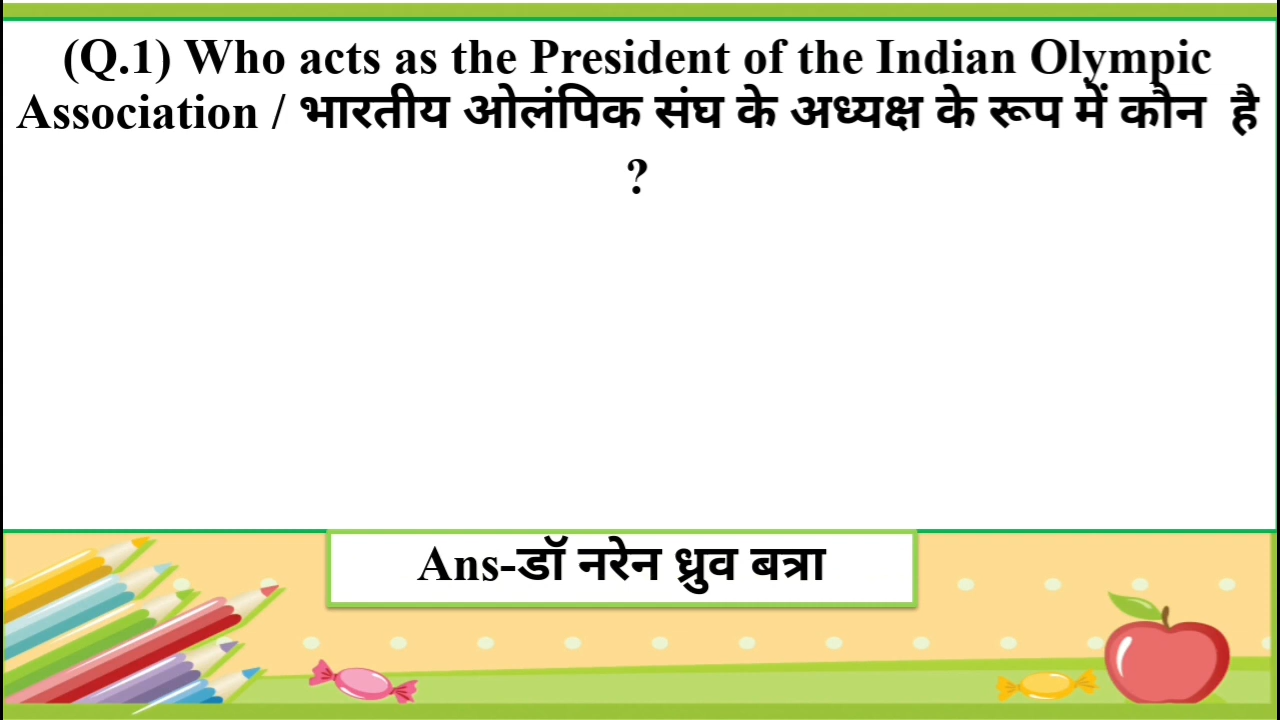 (Q.1) Who acts as the President of the Indian Olympic
Association / भारतीय ओलंपिक संघ के अध्यक्ष के रूप में कौन है
?
Ans-डॉ नरेन ध्रुव बत्रा